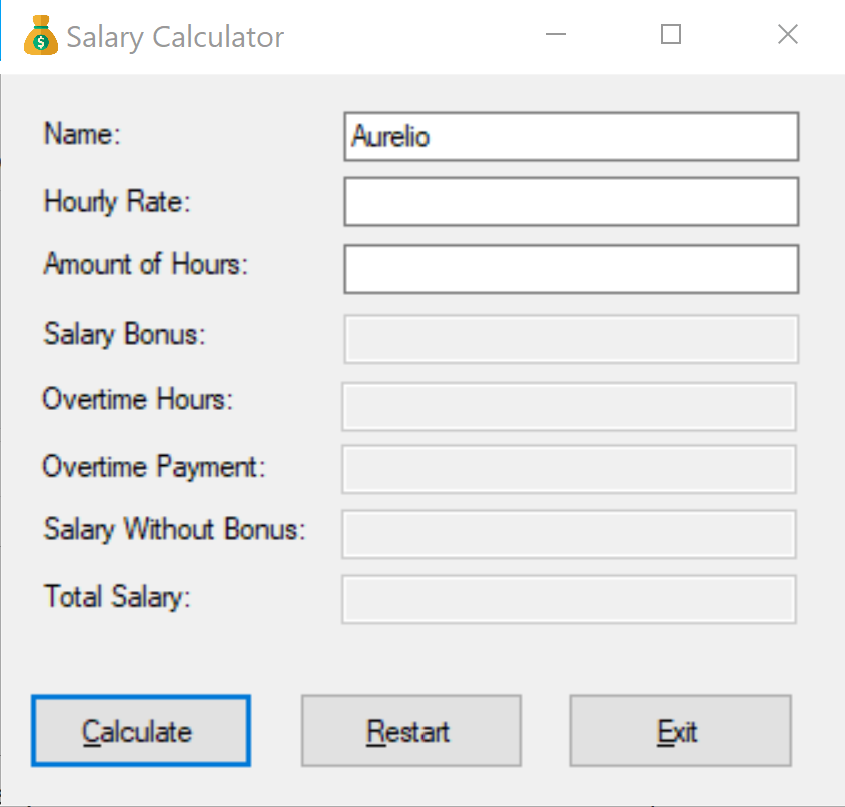 Salary Calculator
Name: Aurelio
Hourly Rate:
Amount of Hours:
Salary Bonus:
Overtime Hours:
Overtime Payment:
Salary Without Bonus:
Total Salary:
Calculate Restart Exit